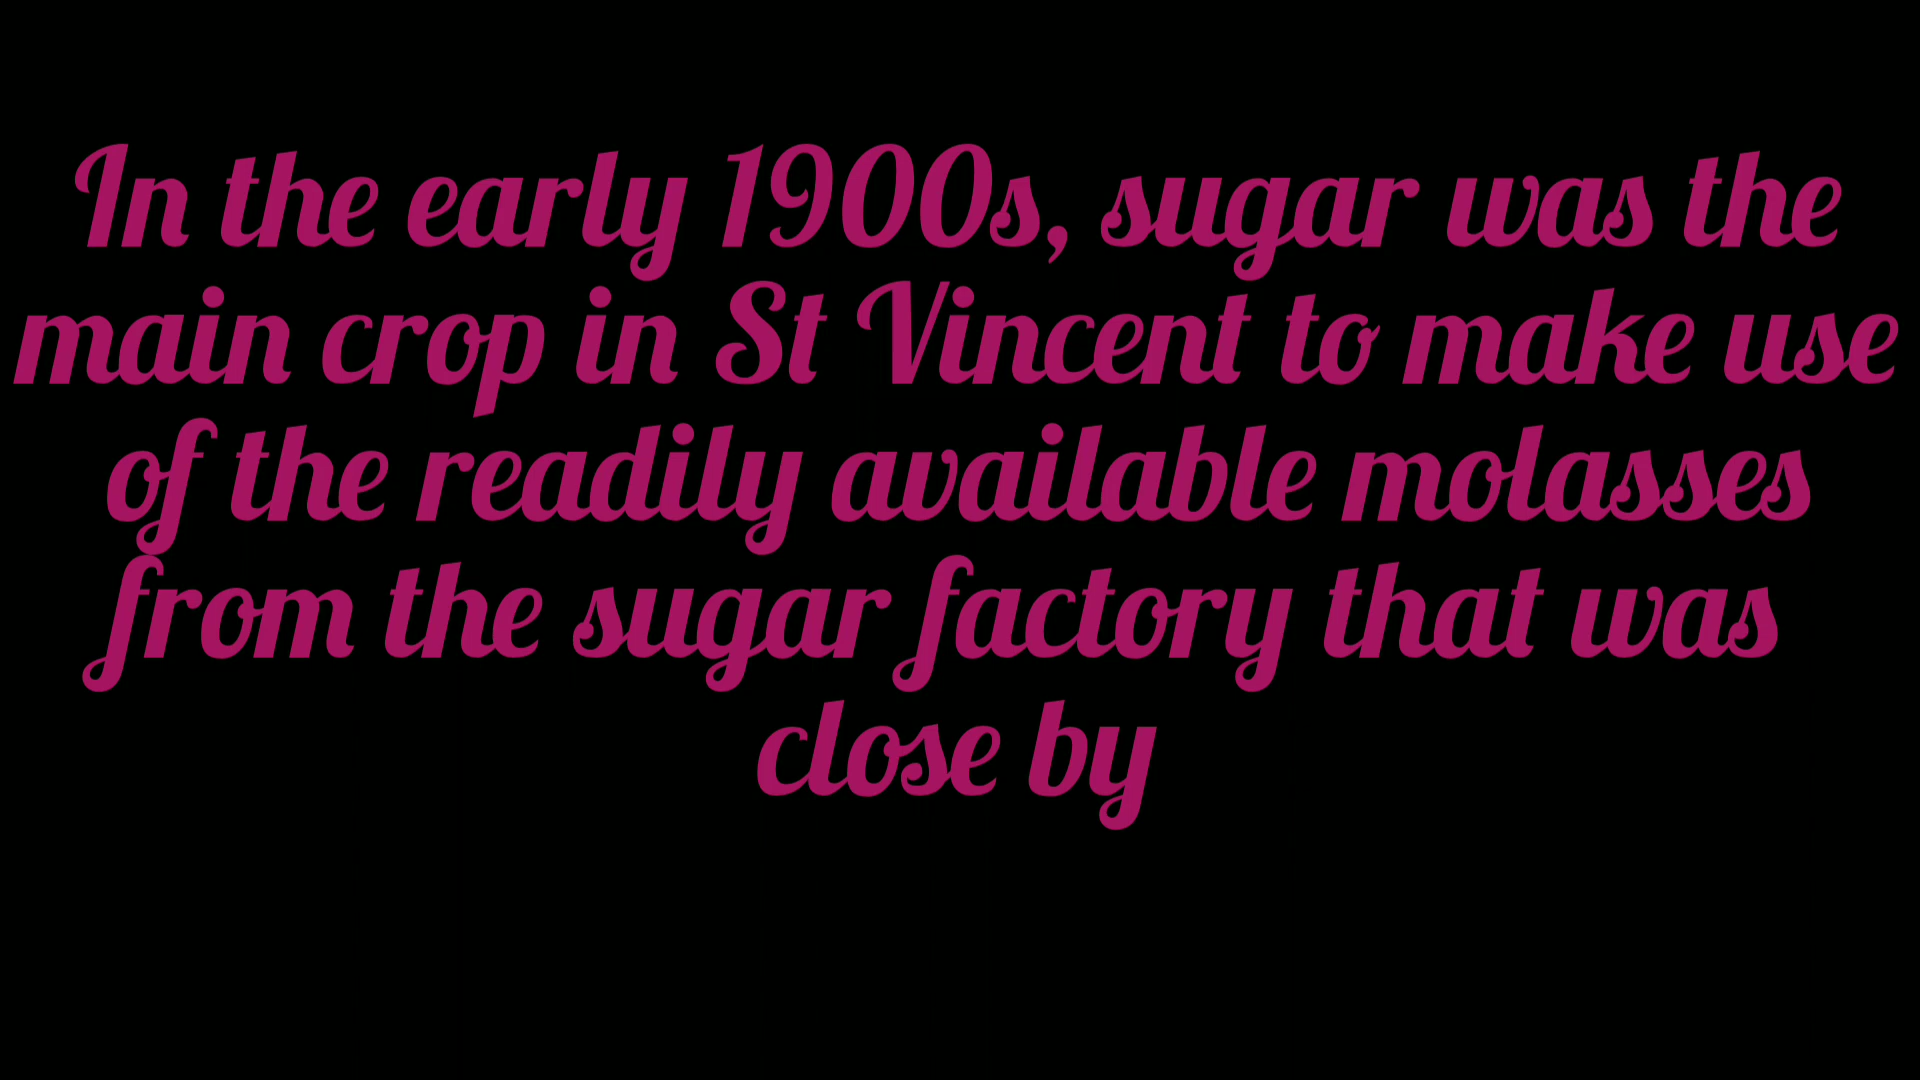 In the early 1900s, sugar was the
main crop in St Vincent to make use
of the readily available molasses
from the sugar factory that was
close by